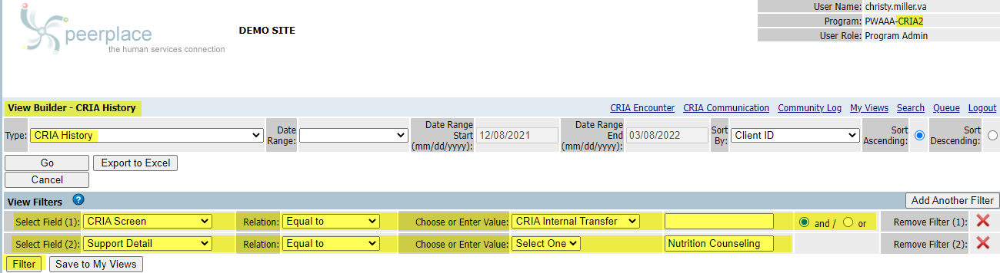 User Name: christy.miller.va
Program: PWAAA-CRIA2
User Role: Program Admin
peerplace
the human services connection
DEMO SITE
View Builder - CRIA History
CRIA Encounter CRIA Communication Community Log My Views Search Queue Logout
Type: CRIA History Date Range: Date Range Start (mm/dd/yyyy): 12/08/2021 Date Range End (mm/dd/yyyy): 03/08/2022 Sort By: Client ID Sort Ascending: Sort Descending:
Go Export to Excel
Cancel
View Filters ? Add Another Filter
Select Field (1): CRIA Screen Relation: Equal to Choose or Enter Value: CRIA Internal Transfer and / or Remove Filter (1):
Select Field (2): Support Detail Relation: Equal to Choose or Enter Value: Select One Nutrition Counseling Remove Filter (2):
Filter Save to My Views